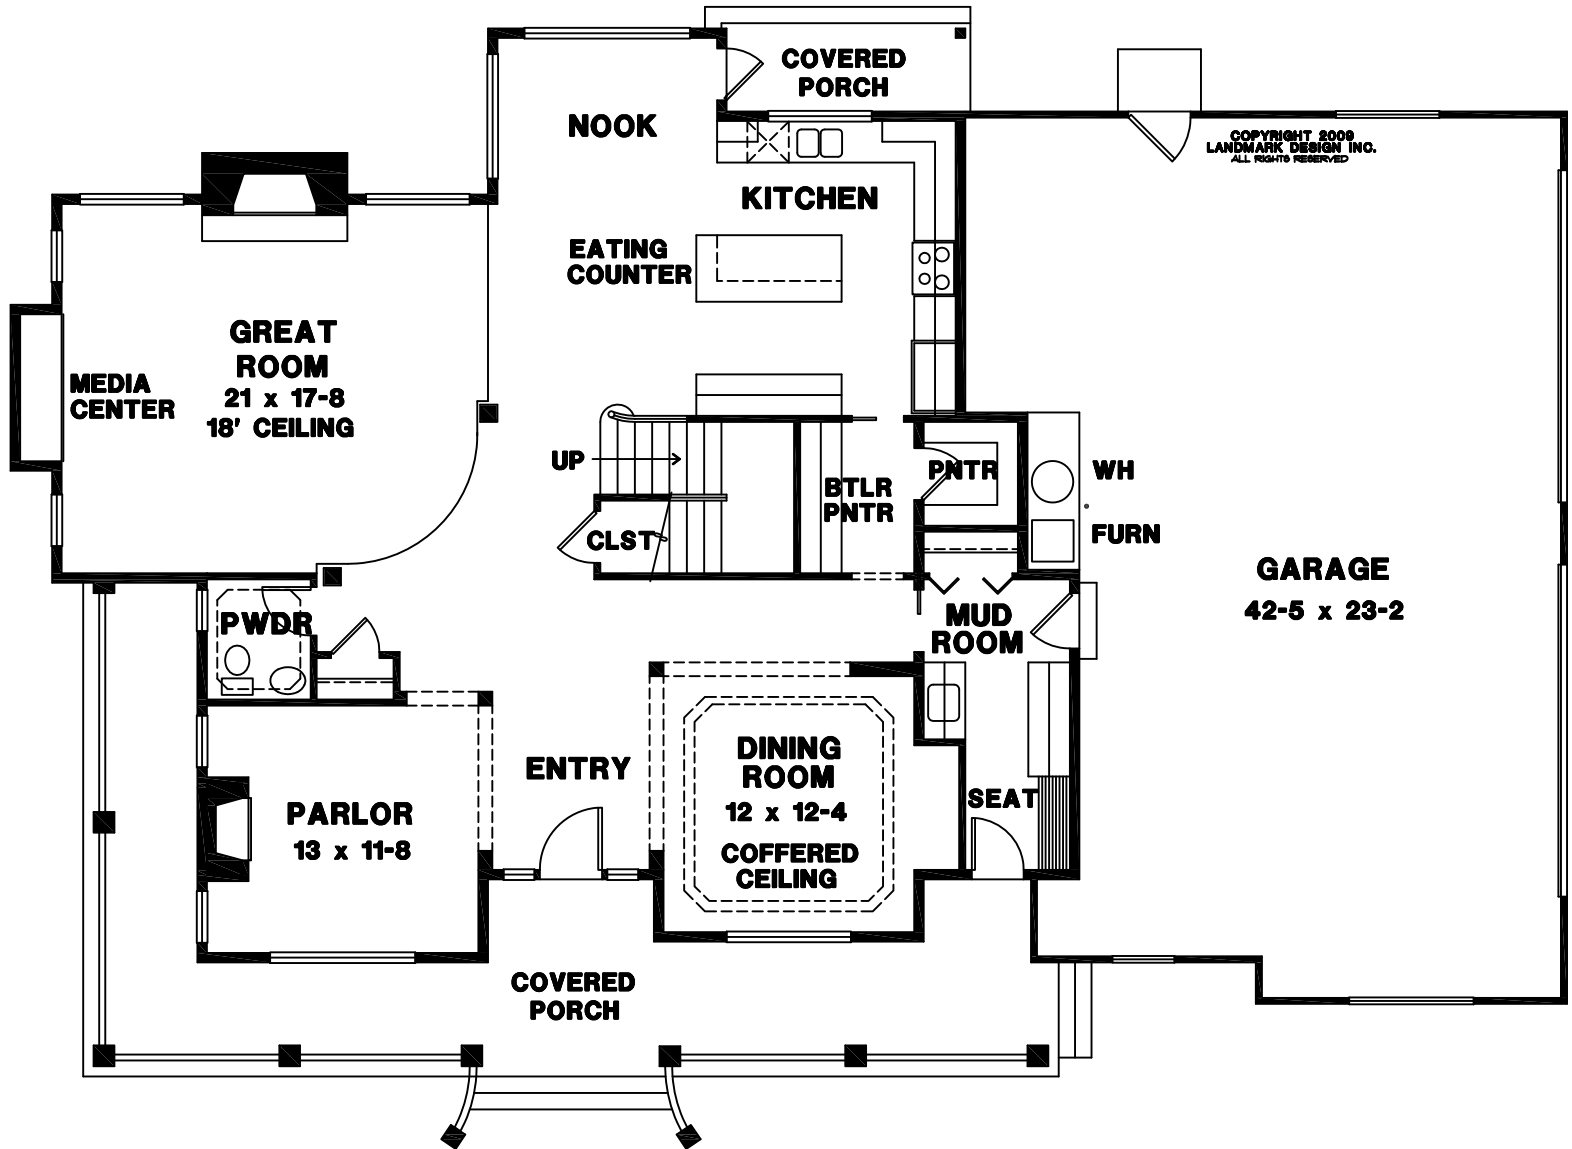 COVERED
PORCH
NOOK
COPYRIGHT 2009
LANDMARK DESIGN INC.
ALL RIGHTS RESERVED
KITCHEN
EATING
COUNTER
GREAT
ROOM
21 x 17-8
18' CEILING
MEDIA
CENTER
UP
CLST
BTLR
PNTR
PNTR
WH
FURN
GARAGE
42-5 x 23-2
PWDR
MUD
ROOM
ENTRY
DINING
ROOM
12 x 12-4
COFFERED
CEILING
SEAT
PARLOR
13 x 11-8
COVERED
PORCH